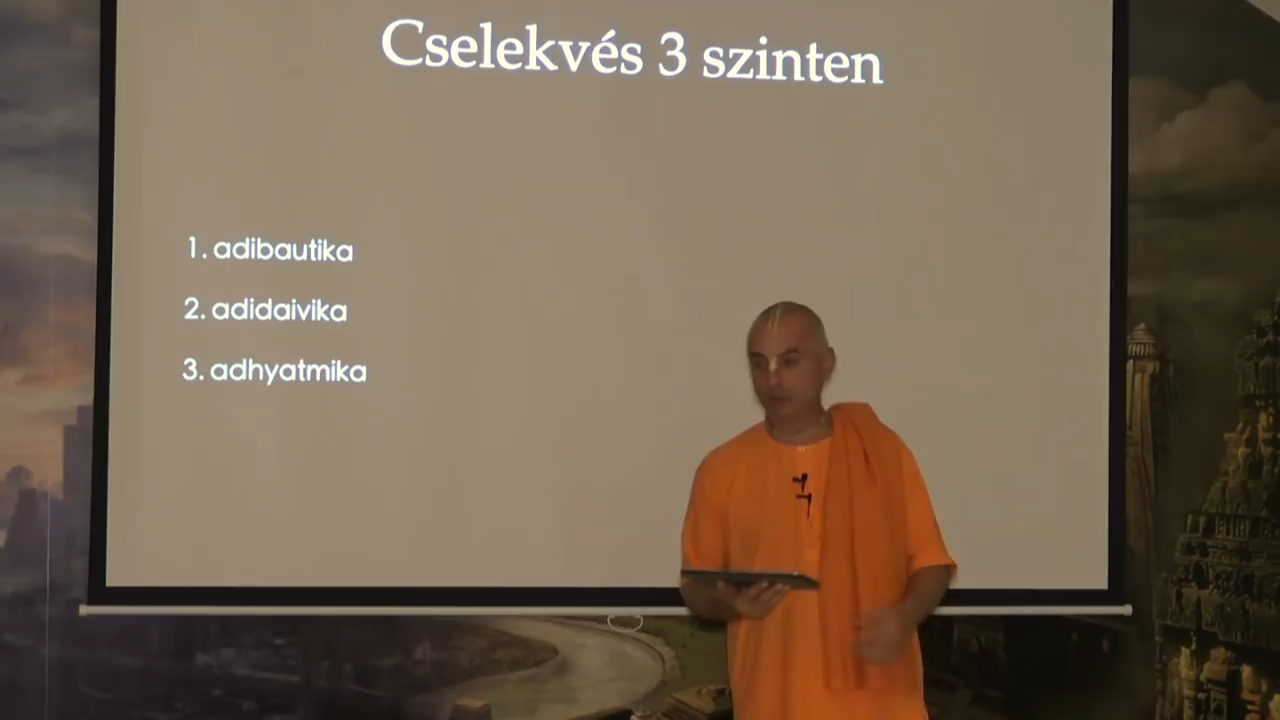 Cselekvés 3 szinten
1. adibautika
2. adidaivika
3. adhyatmika